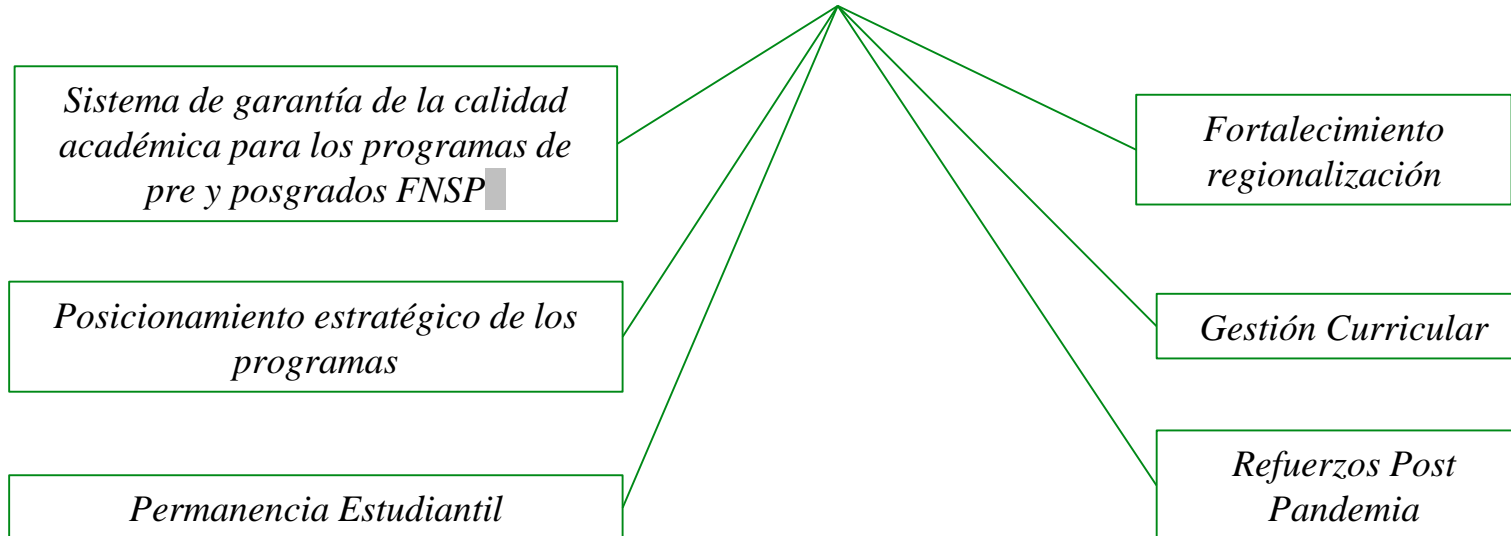 Sistema de garantía de la calidad
académica para los programas de
pre y posgrados FNSP
Posicionamiento estratégico de los
programas
Permanencia Estudiantil
Fortalecimiento
regionalización
Gestión Curricular
Refuerzos Post
Pandemia